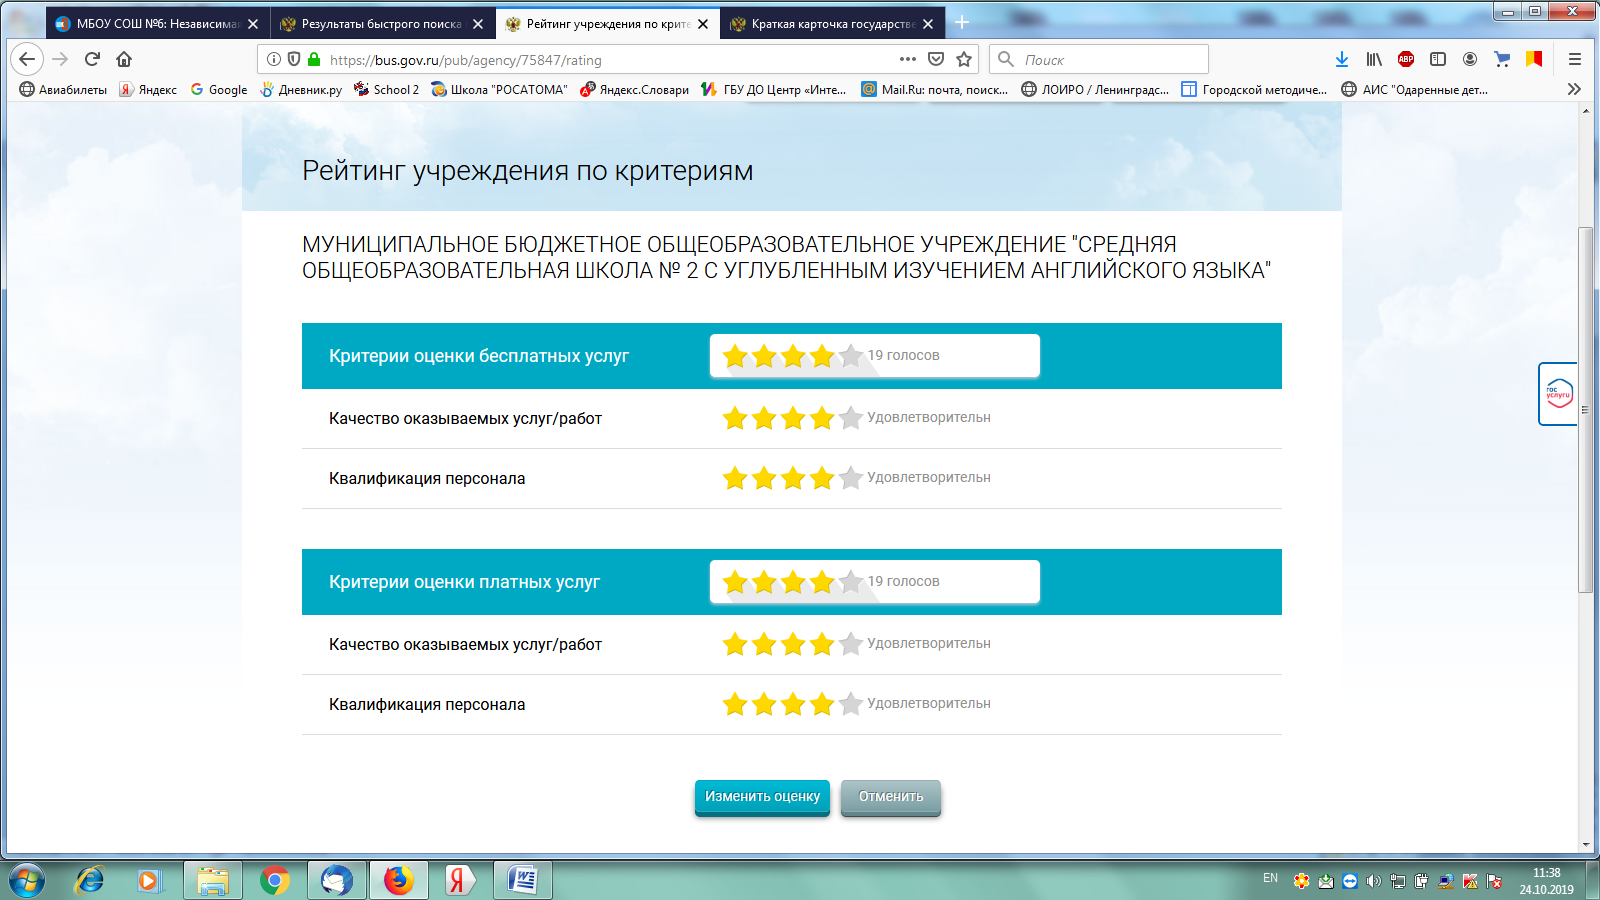 МБОУ СОШ №6: Независима
Результаты быстрого поиска
Рейтинг учреждения по крите
Краткая карточка государстве
https://bus.gov.ru/pub/agency/75847/rating
Поиск
Авиабилеты
Яндекс
Google
Дневник.ру
School 2
Школа "РОСАТОМА"
Яндекс.Словари
ГБУ ДО Центр «Инте...
Mail.Ru: почта, поиск...
ЛОИРО / Ленинградс...
Городской методиче...
АИС "Одаренные дет...
Рейтинг учреждения по критериям
МУНИЦИПАЛЬНОЕ БЮДЖЕТНОЕ ОБЩЕОБРАЗОВАТЕЛЬНОЕ УЧРЕЖДЕНИЕ "СРЕДНЯЯ
ОБЩЕОБРАЗОВАТЕЛЬНАЯ ШКОЛА № 2 С УГЛУБЛЕННЫМ ИЗУЧЕНИЕМ АНГЛИЙСКОГО ЯЗЫКА"
Критерии оценки бесплатных услуг 19 голосов
Качество оказываемых услуг/работ Удовлетворительн
Квалификация персонала Удовлетворительн
гос
услуги
Критерии оценки платных услуг 19 голосов
Качество оказываемых услуг/работ Удовлетворительн
Квалификация персонала Удовлетворительн
Изменить оценку Отменить
EN
11:38
24.10.2019